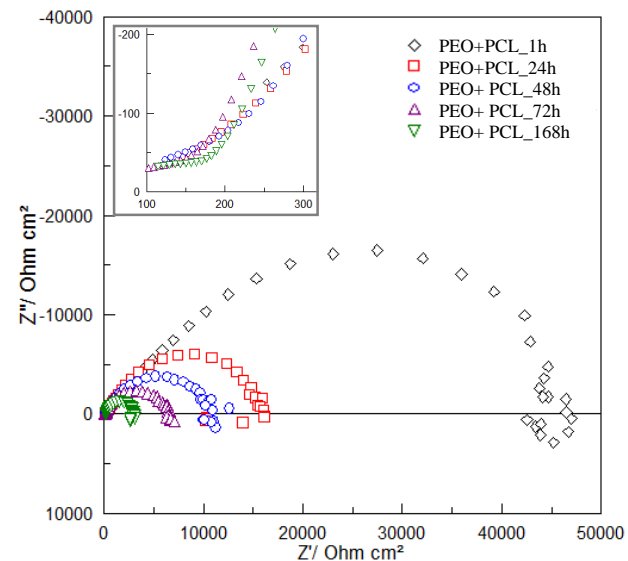 -40000
-30000
-20000
-10000
0
10000
Z''/ Ohm cm²
0
10000
20000
30000
40000
50000
Z'/ Ohm cm²
-200
-100
0
100
200
300
PEO+PCL_1h
PEO+PCL_24h
PEO+ PCL_48h
PEO+ PCL_72h
PEO+ PCL_168h